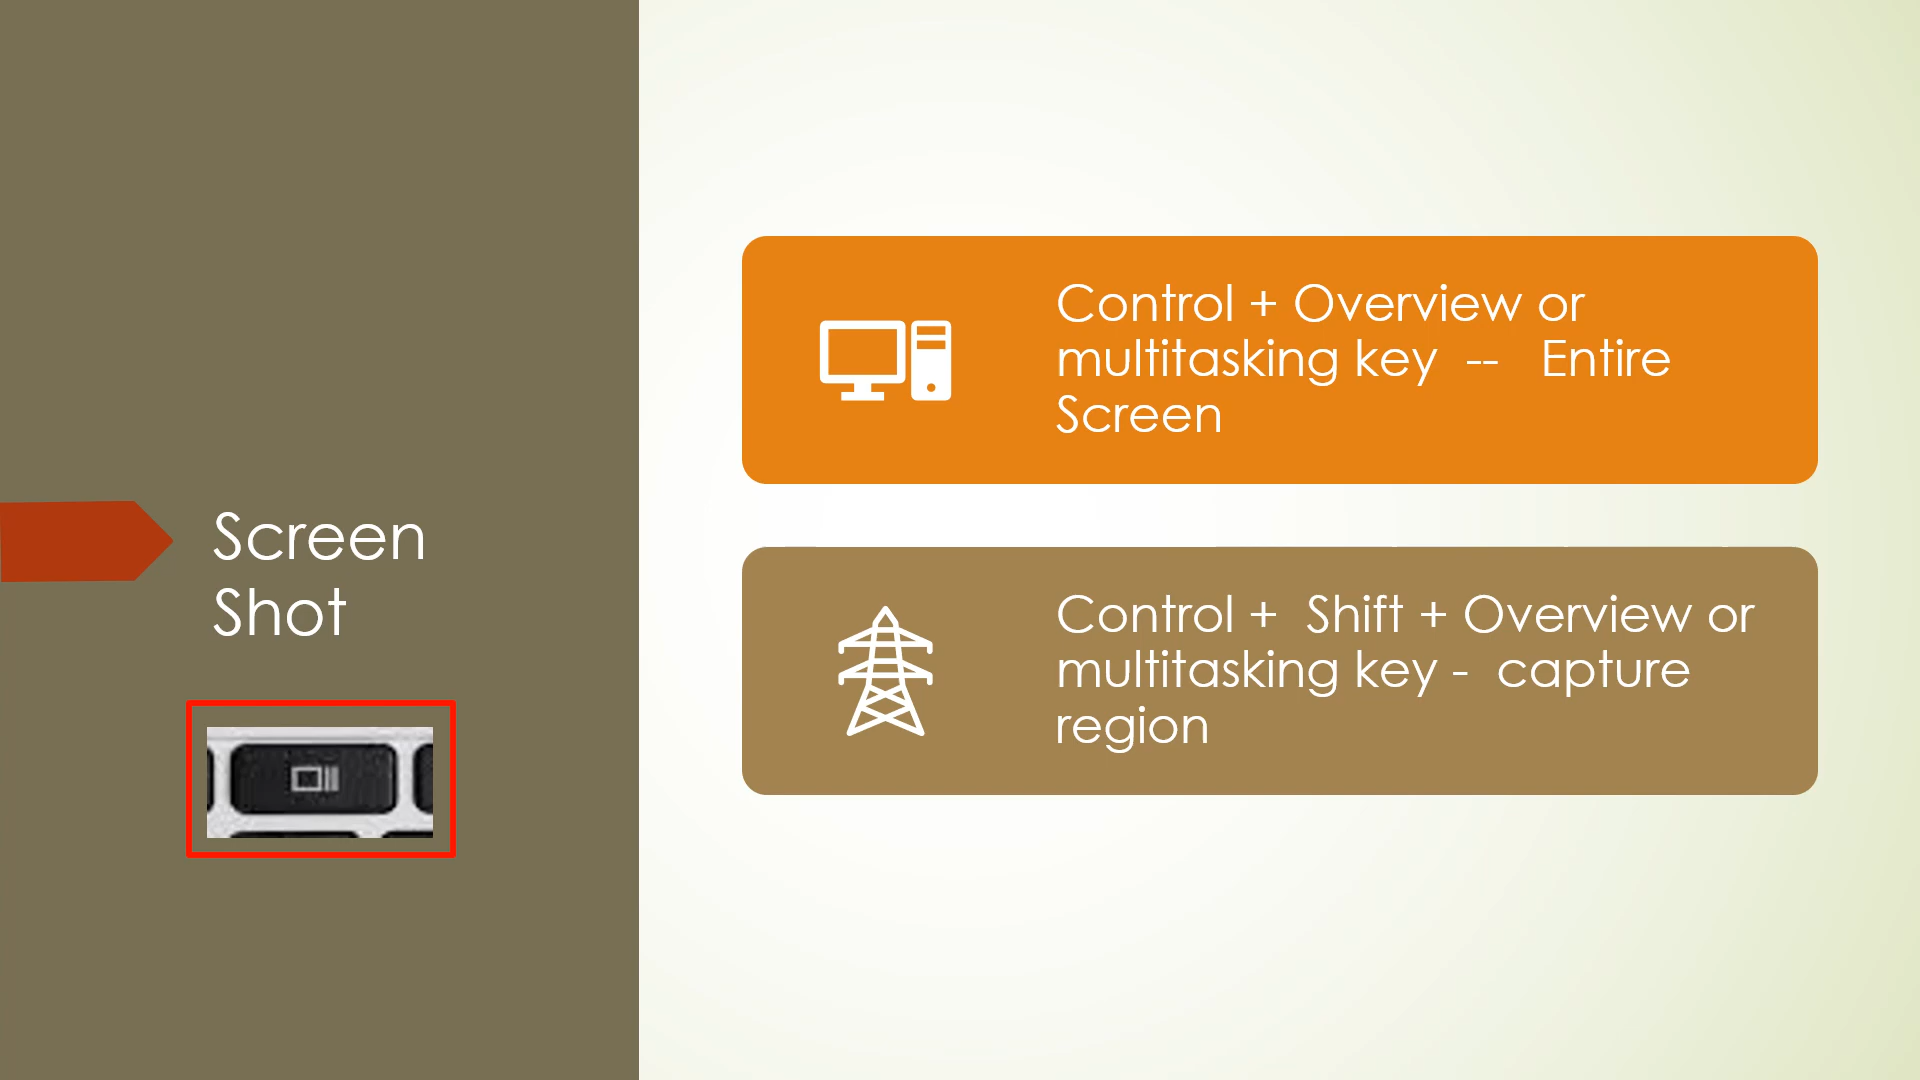 Screen
Shot
Control + Overview or
multitasking key -- Entire
Screen
Control + Shift + Overview or
multitasking key - capture
region